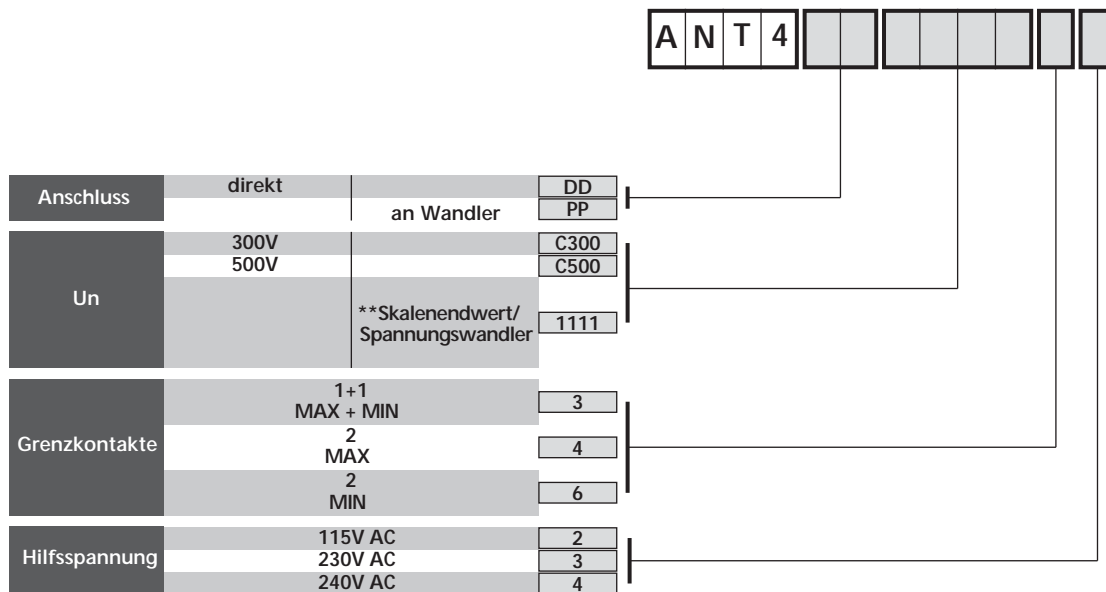 ANT4
Anschluss
direkt
DD
an Wandler
PP
Un
300V
C300
500V
C500
**Skalenendwert/
Spannungswandler
1111
Grenzkontakte
1+1
MAX + MIN
3
2
MAX
4
2
MIN
6
Hilfsspannung
115V AC
2
230V AC
3
240V AC
4